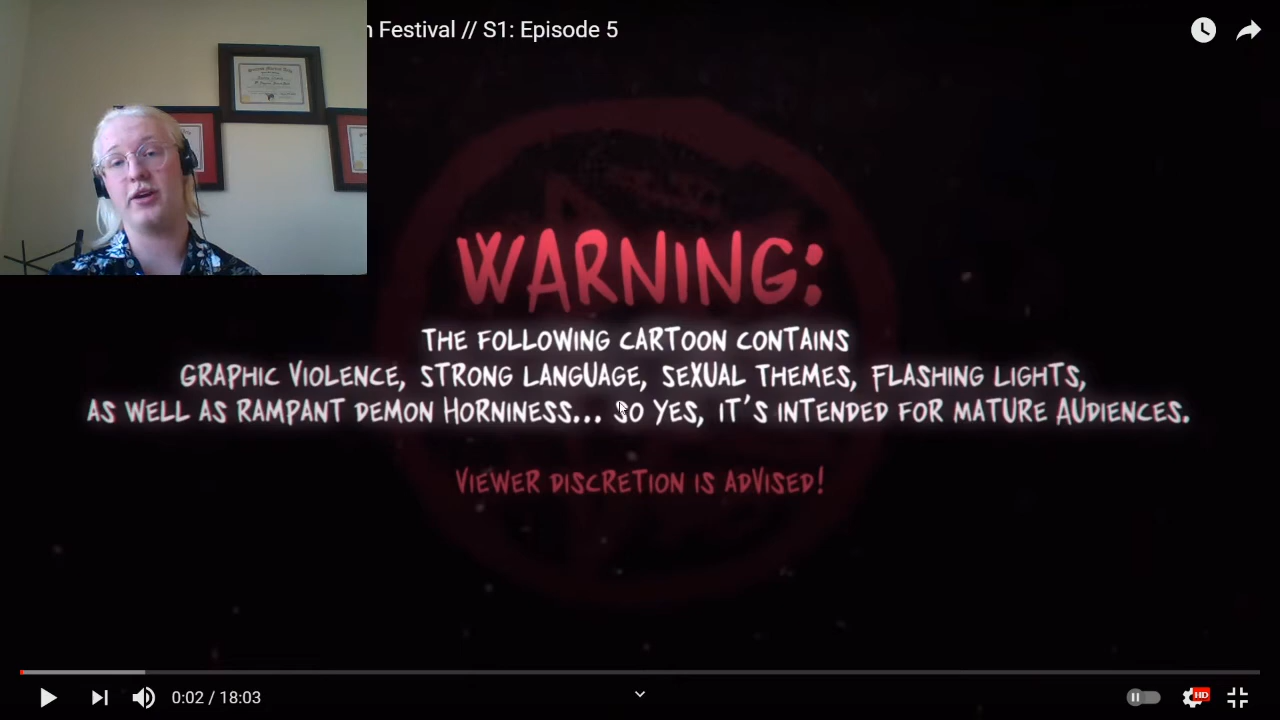 n Festival // S1: Episode 5
WARNING:
THE FOLLOWING CARTOON CONTAINS
GRAPHIC VIOLENCE, STRONG LANGUAGE, SEXUAL THEMES, FLASHING LIGHTS,
AS WELL AS RAMPANT DEMON HORNINESS... SO YES, IT'S INTENDED FOR MATURE AUDIENCES.
VIEWER DISCRETION IS ADVISED!
0:02 / 18:03
HD